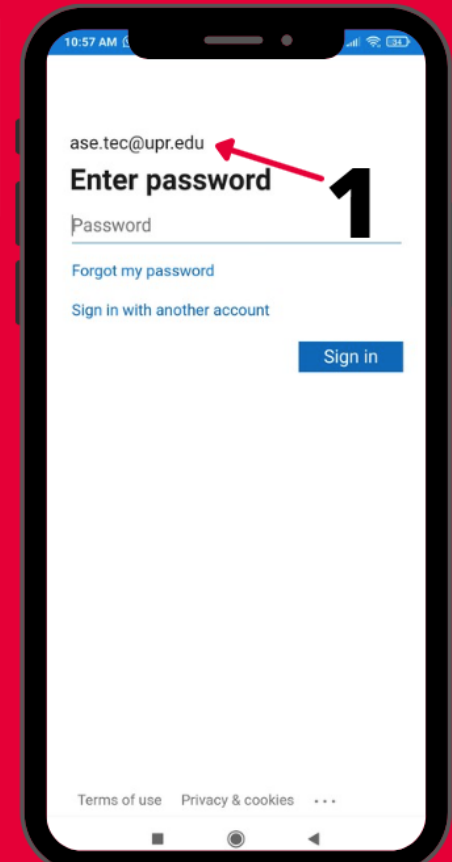 10:57 AM
34
ase.tec@upr.edu
Enter password
1
Password
Forgot my password
Sign in with another account
Sign in
Terms of use Privacy & cookies ...